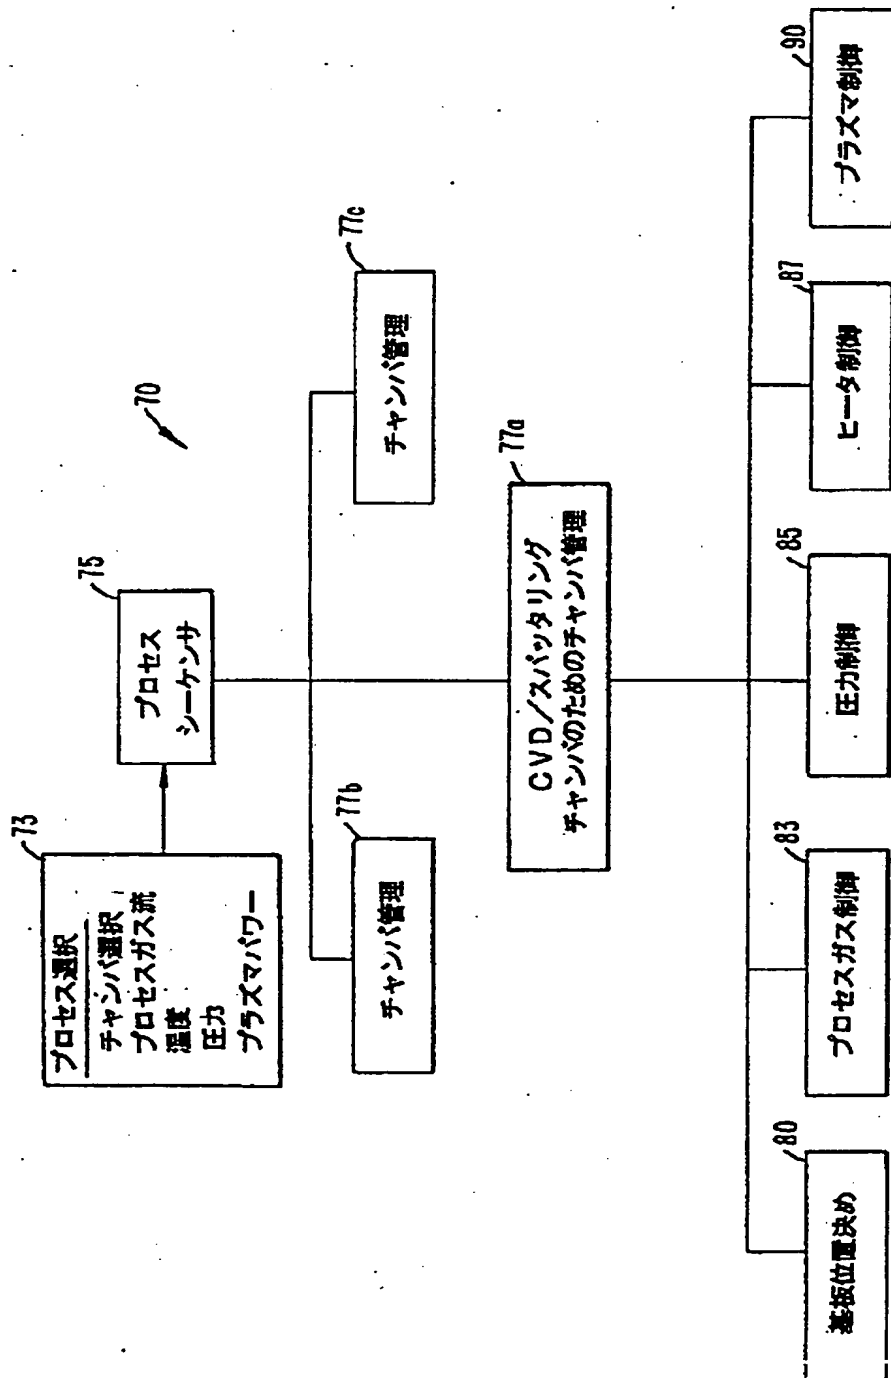 70
73
プロセス選択
チャンバ選択
プロセスガス流
温度
圧力
プラズマパワー
75
プロセス
シーケンサ
77b
チャンバ管理
77c
チャンバ管理
77a
CVD/スパッタリング
チャンバのためのチャンバ管理
80
基板位置決め
83
プロセスガス制御
85
圧力制御
87
ヒータ制御
90
プラズマ制御